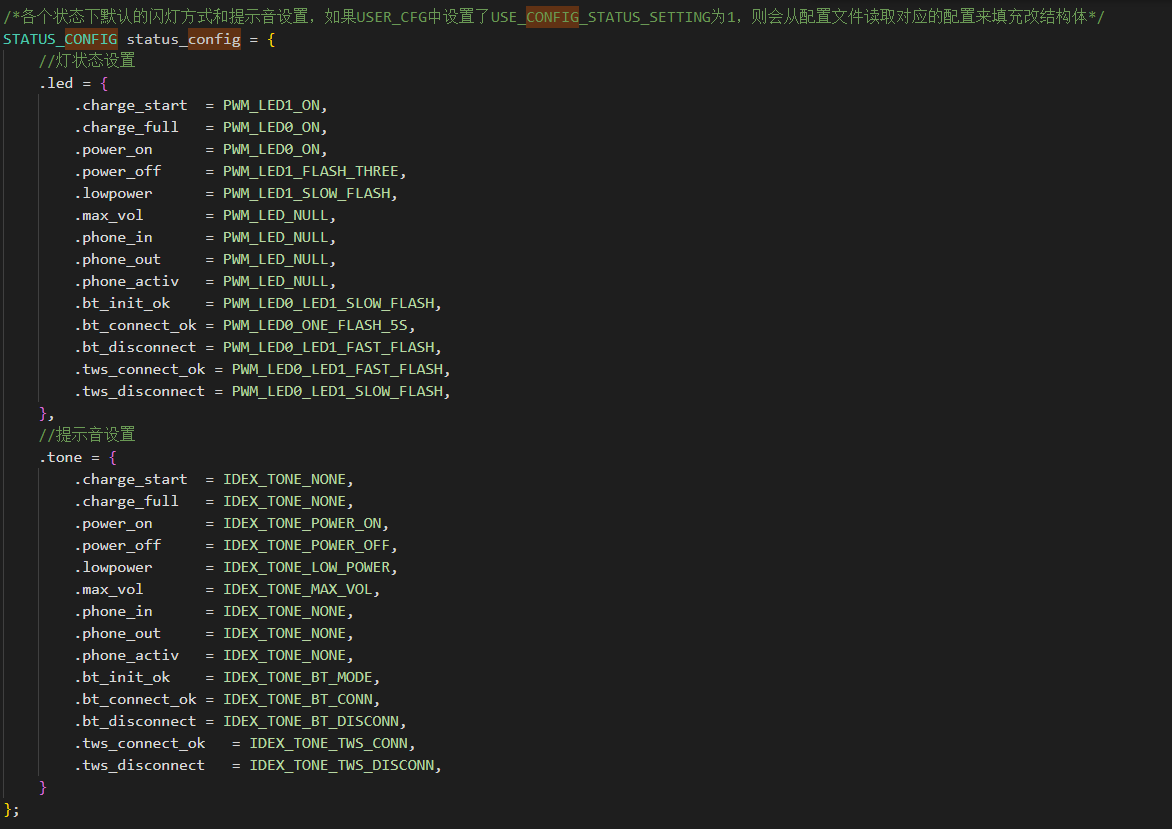 /*各个状态下默认的闪灯方式和提示音设置，如果USER_CFG中设置了USE_CONFIG_STATUS_SETTING为1，则会从配置文件读取对应的配置来填充改结构体*/
STATUS_CONFIG status_config = {
    //灯状态设置
    .led = {
        .charge_start  = PWM_LED1_ON,
        .charge_full   = PWM_LED0_ON,
        .power_on      = PWM_LED0_ON,
        .power_off     = PWM_LED1_FLASH_THREE,
        .lowpower      = PWM_LED1_SLOW_FLASH,
        .max_vol       = PWM_LED_NULL,
        .phone_in      = PWM_LED_NULL,
        .phone_out     = PWM_LED_NULL,
        .phone_activ   = PWM_LED_NULL,
        .bt_init_ok    = PWM_LED0_LED1_SLOW_FLASH,
        .bt_connect_ok = PWM_LED0_ONE_FLASH_5S,
        .bt_disconnect = PWM_LED0_LED1_FAST_FLASH,
        .tws_connect_ok = PWM_LED0_LED1_FAST_FLASH,
        .tws_disconnect = PWM_LED0_LED1_SLOW_FLASH,
    },
    //提示音设置
    .tone = {
        .charge_start  = IDEX_TONE_NONE,
        .charge_full   = IDEX_TONE_NONE,
        .power_on      = IDEX_TONE_POWER_ON,
        .power_off     = IDEX_TONE_POWER_OFF,
        .lowpower      = IDEX_TONE_LOW_POWER,
        .max_vol       = IDEX_TONE_MAX_VOL,
        .phone_in      = IDEX_TONE_NONE,
        .phone_out     = IDEX_TONE_NONE,
        .phone_activ   = IDEX_TONE_NONE,
        .bt_init_ok    = IDEX_TONE_BT_MODE,
        .bt_connect_ok = IDEX_TONE_BT_CONN,
        .bt_disconnect = IDEX_TONE_BT_DISCONN,
        .tws_connect_ok   = IDEX_TONE_TWS_CONN,
        .tws_disconnect   = IDEX_TONE_TWS_DISCONN,
    }
};